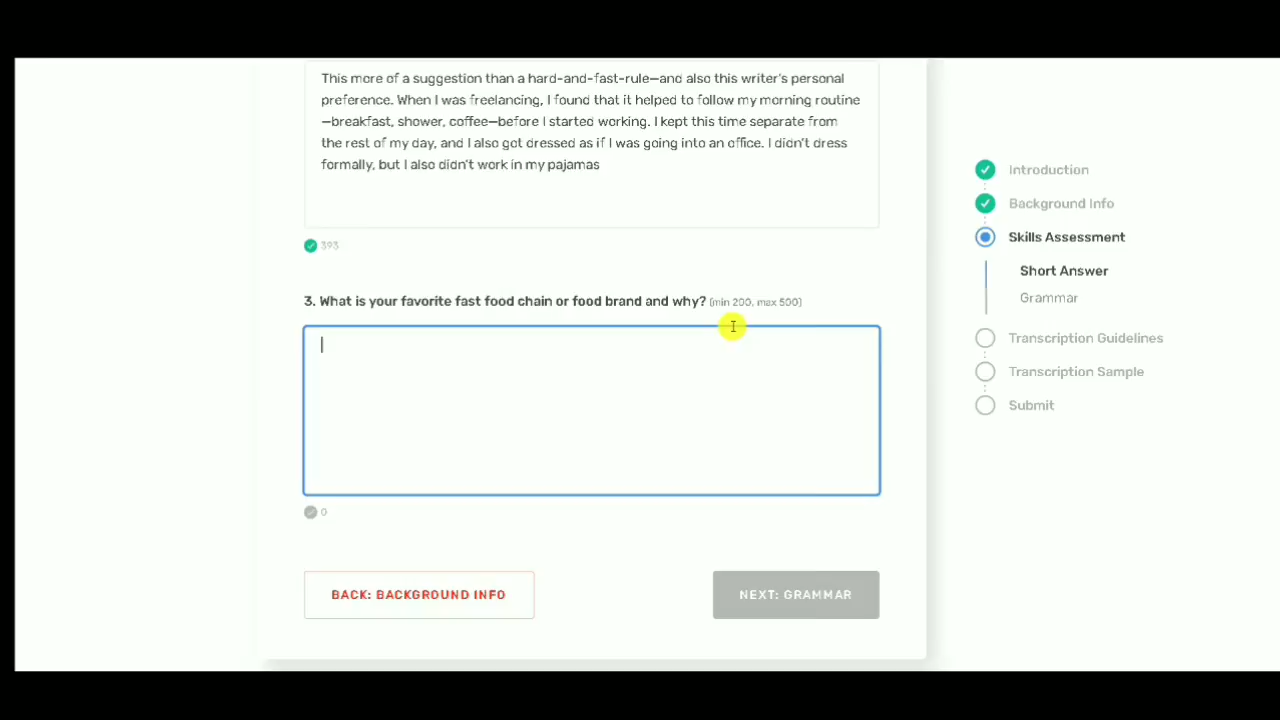 This more of a suggestion than a hard-and-fast-rule—and also this writer's personal
preference. When I was freelancing, I found that it helped to follow my morning routine
—breakfast, shower, coffee—before I started working. I kept this time separate from
the rest of my day, and I also got dressed as if I was going into an office. I didn't dress
formally, but I also didn't work in my pajamas
393
3. What is your favorite fast food chain or food brand and why? (min 200, max 500)
0
BACK: BACKGROUND INFO
NEXT: GRAMMAR
Introduction
Background Info
Skills Assessment
Short Answer
Grammar
Transcription Guidelines
Transcription Sample
Submit